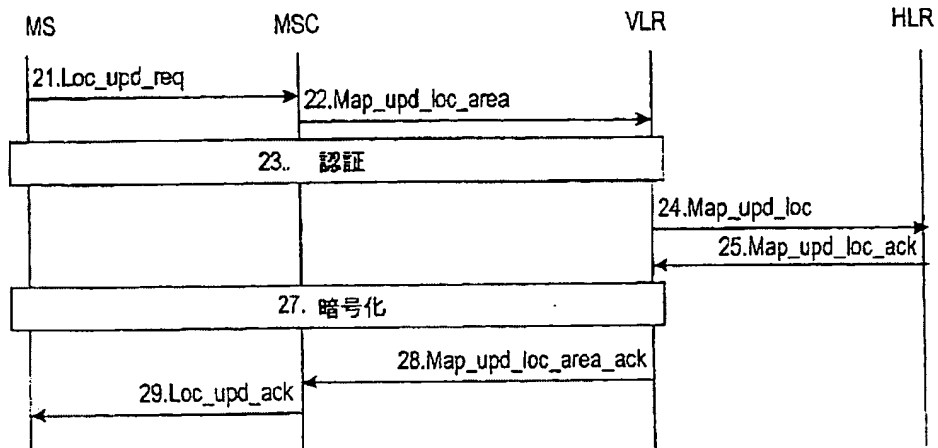 MS MSC VLR HLR
21.Loc_upd_req
22.Map_upd_loc_area
23.. 認証
24.Map_upd_loc
25.Map_upd_loc_ack
27. 暗号化
28.Map_upd_loc_area_ack
29.Loc_upd_ack